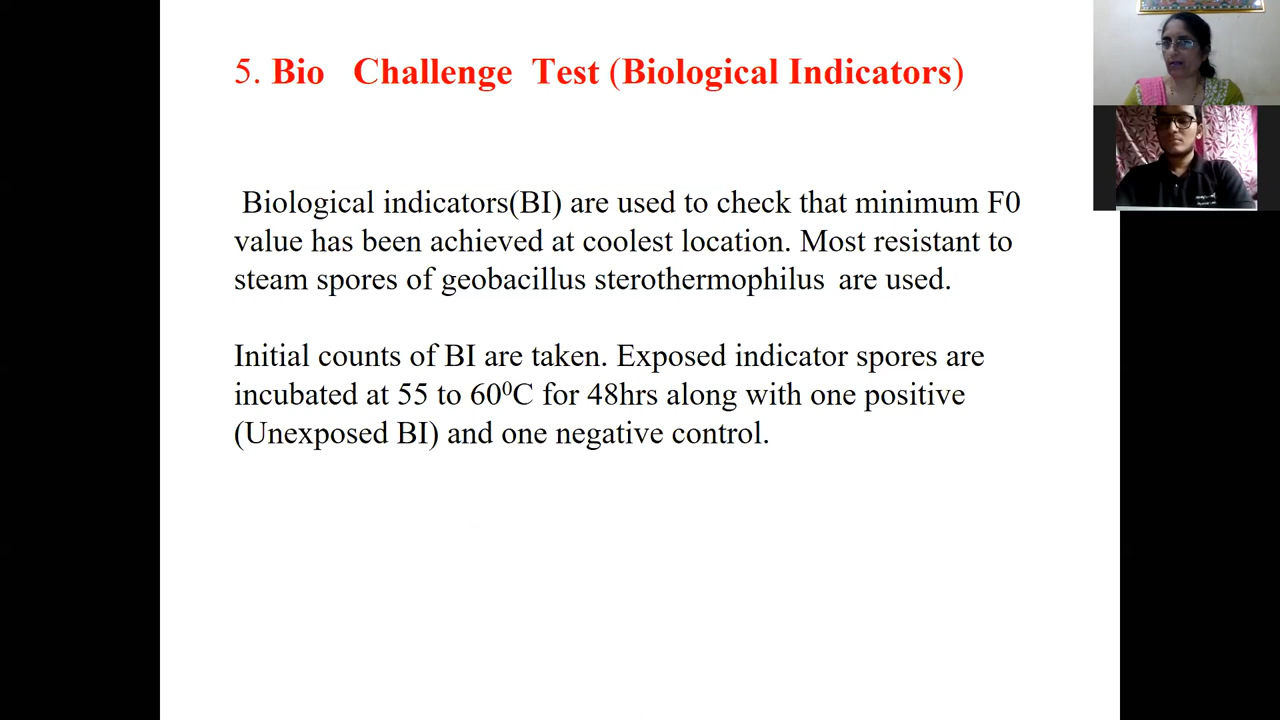 5. Bio Challenge Test (Biological Indicators)
Biological indicators(BI) are used to check that minimum F0
value has been achieved at coolest location. Most resistant to
steam spores of geobacillus sterothermophilus are used.
Initial counts of BI are taken. Exposed indicator spores are
incubated at 55 to 60⁰C for 48hrs along with one positive
(Unexposed BI) and one negative control.